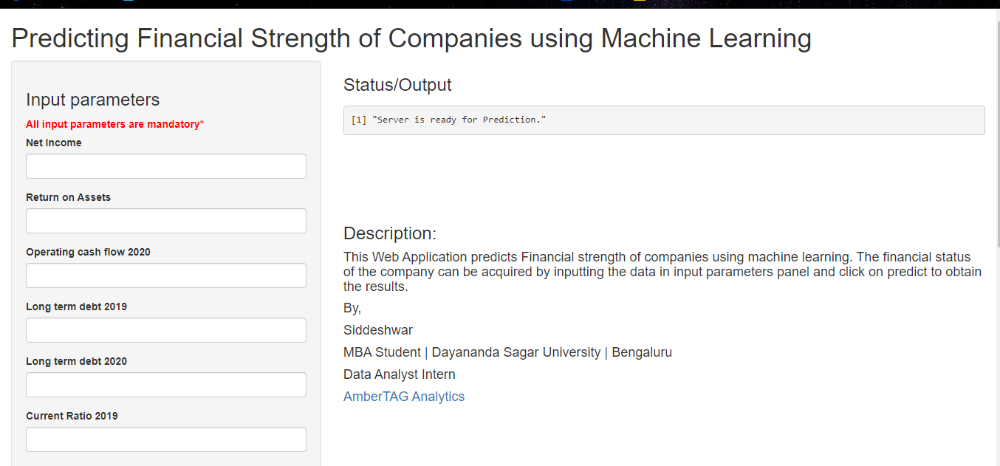 Predicting Financial Strength of Companies using Machine Learning
Input parameters
All input parameters are mandatory*
Net Income
Return on Assets
Operating cash flow 2020
Long term debt 2019
Long term debt 2020
Current Ratio 2019
Status/Output
[1] "Server is ready for Prediction."
Description:
This Web Application predicts Financial strength of companies using machine learning. The financial status
of the company can be acquired by inputting the data in input parameters panel and click on predict to obtain
the results.
By,
Siddeshwar
MBA Student | Dayananda Sagar University | Bengaluru
Data Analyst Intern
AmberTAG Analytics